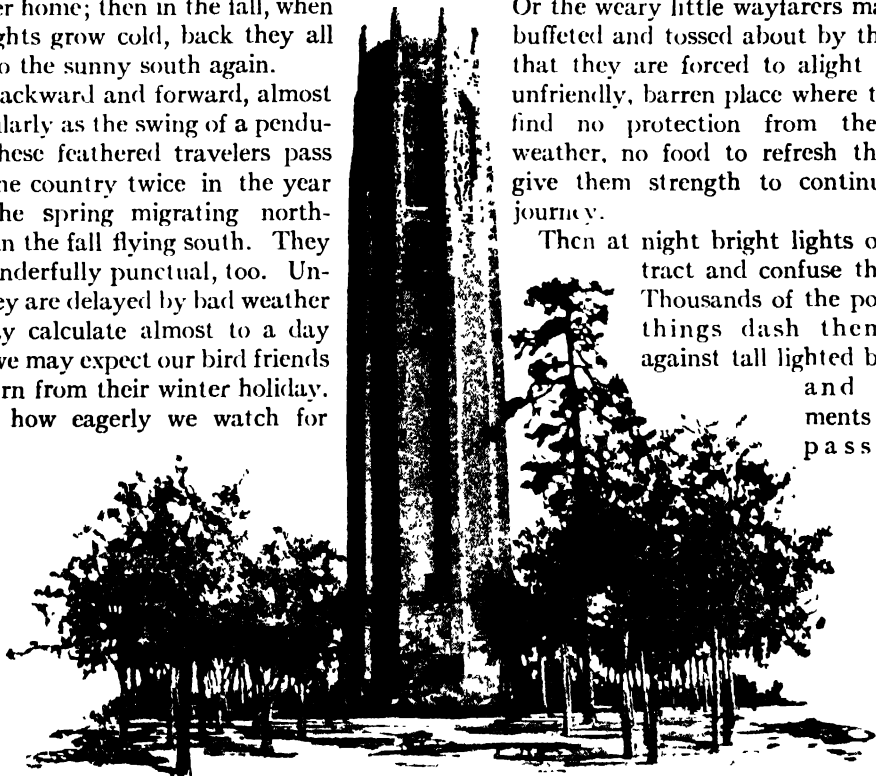 er home; then in the fall, when
ghts grow cold, back they all
o the sunny south again.
ackward and forward, almost
larly as the swing of a pendu-
hese feathered travelers pass
he country twice in the year
he spring migrating north-
n the fall flying south. They
nderfully punctual, too. Un-
ey are delayed by bad weather
y calculate almost to a day
we may expect our bird friends
rn from their winter holiday.
how eagerly we watch for
Or the weary little wayfarers ma
buffeted and tossed about by th
that they are forced to alight
unfriendly, barren place where t
find no protection from the
weather, no food to refresh th
give them strength to continu
journey.
Then at night bright lights o
tract and confuse th
Thousands of the po
things dash them
against tall lighted b
and
ments
pass